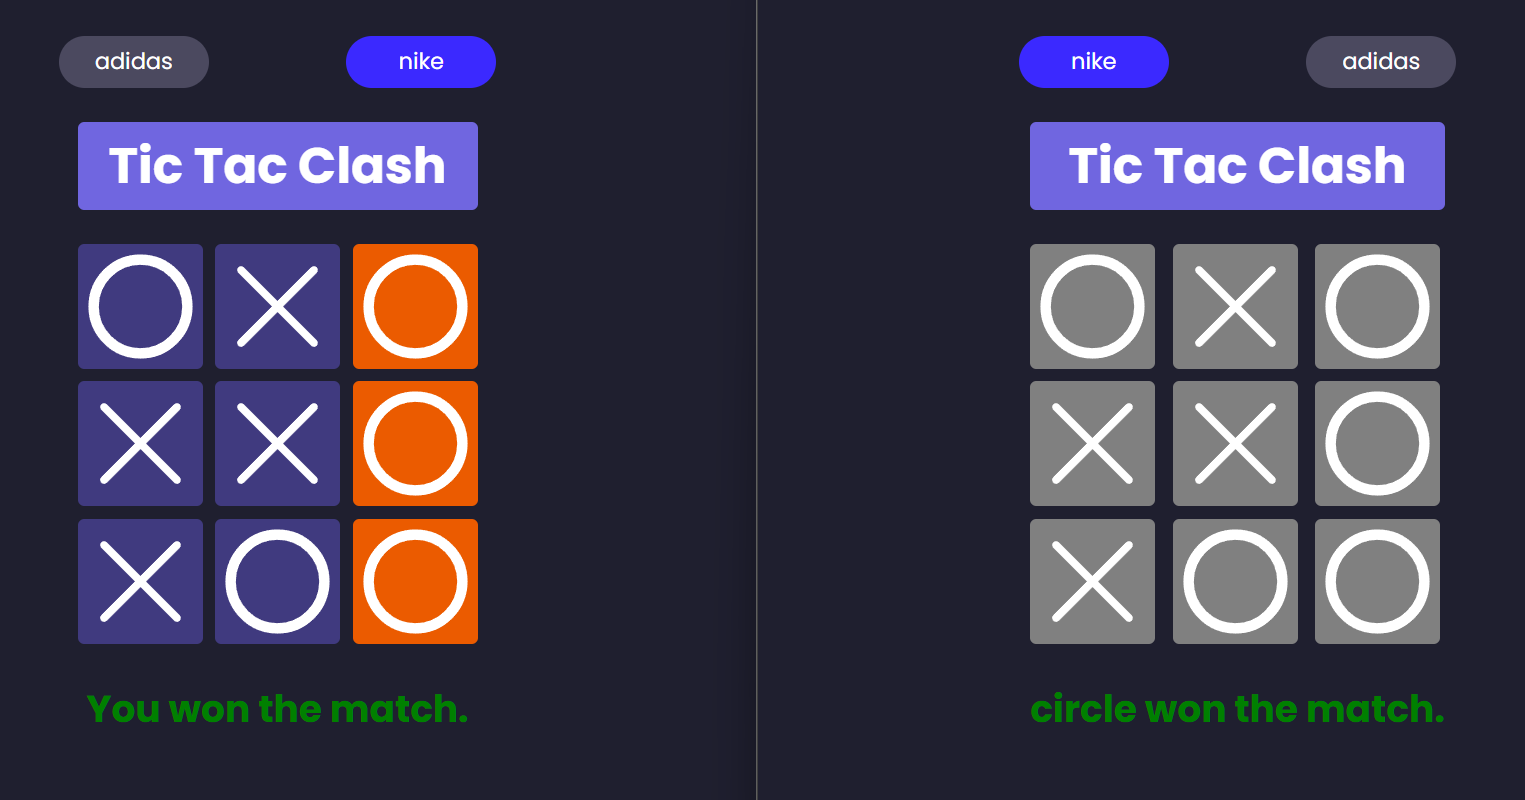 adidas nike
Tic Tac Clash
You won the match.
nike adidas
Tic Tac Clash
circle won the match.